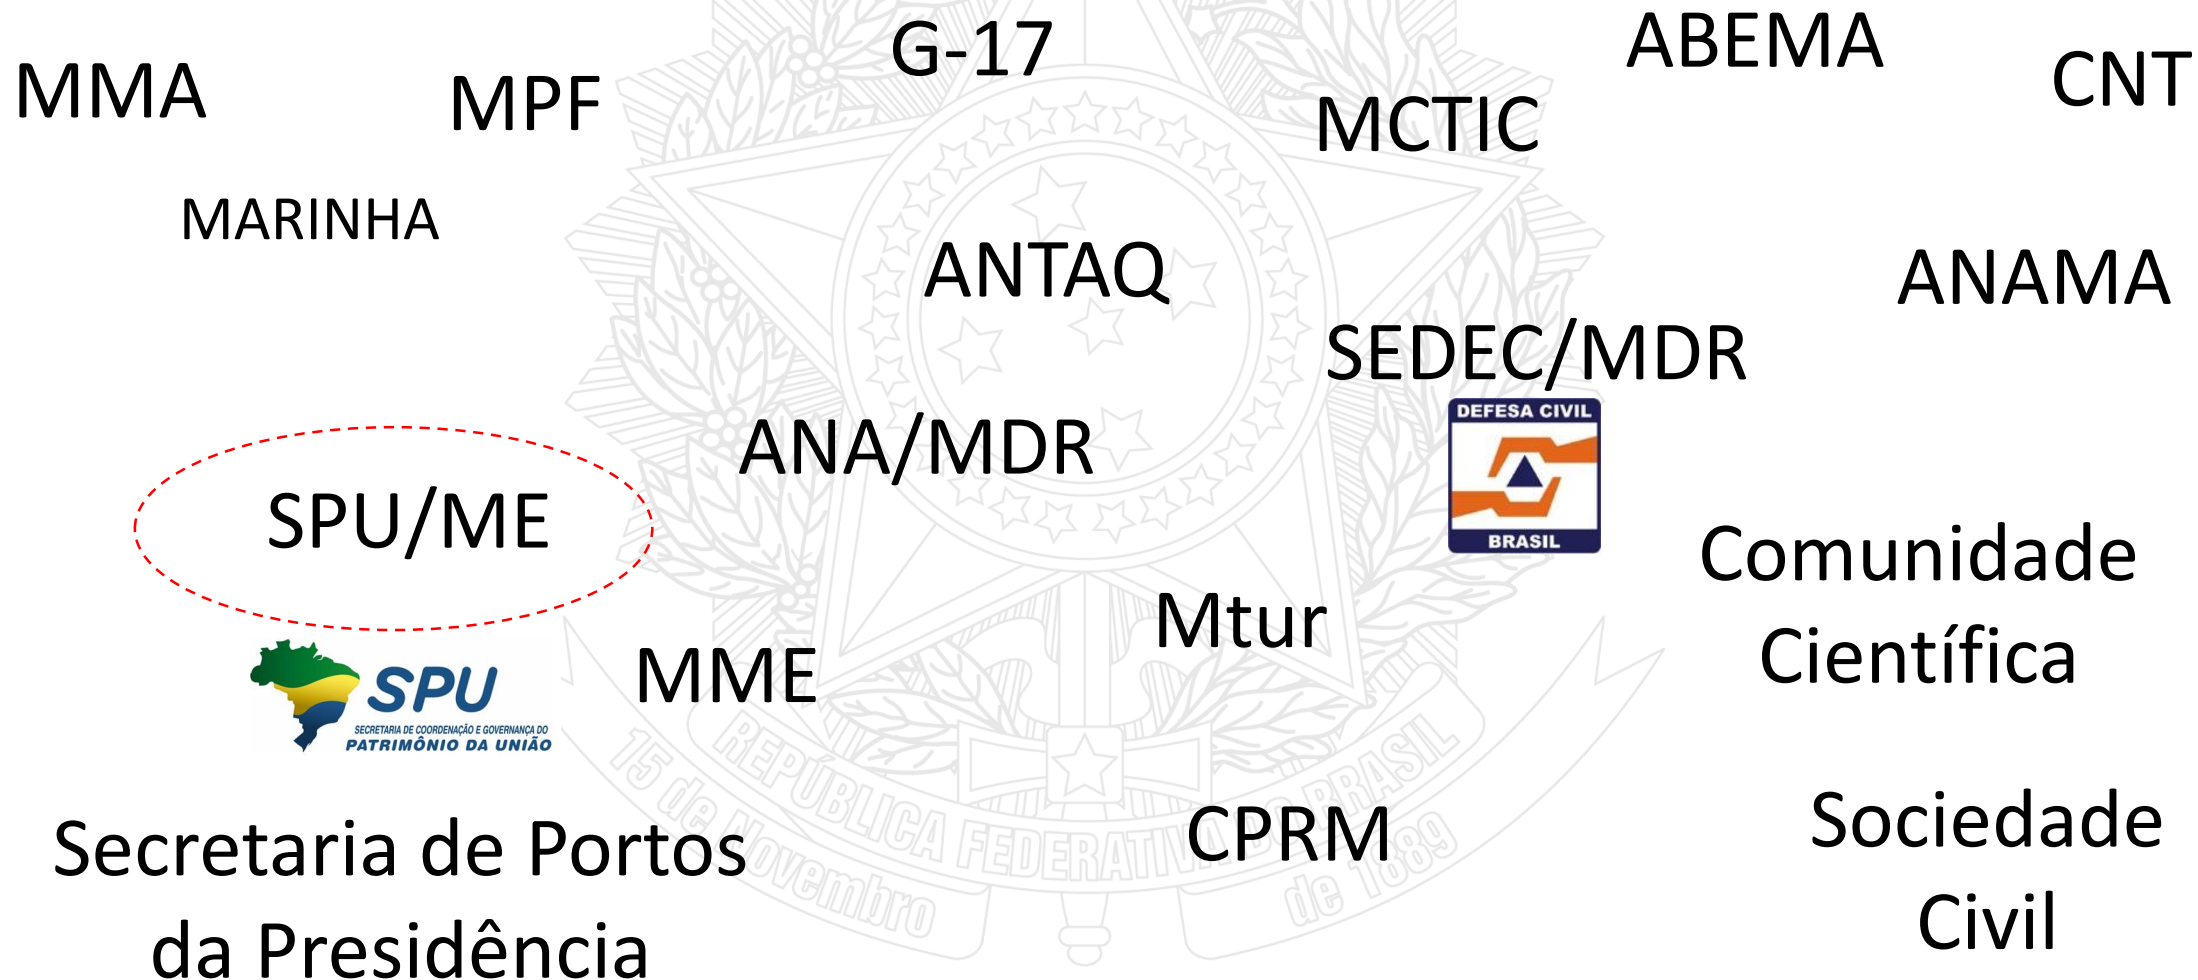 G-17
ABEMA
CNT
MMA
MPF
MCTIC
MARINHA
ANTAQ
ANAMA
SEDEC/MDR
ANA/MDR
DEFESA CIVIL
BRASIL
SPU/ME
Comunidade
Científica
Mtur
MME
SPU
SECRETARIA DE COORDENAÇÃO E GOVERNANÇA DO
PATRIMÔNIO DA UNIÃO
REPÚBLICA FEDERATIVA DO BRASIL
15 de Novembro
de 1889
CPRM
Sociedade
Civil
Secretaria de Portos
da Presidência